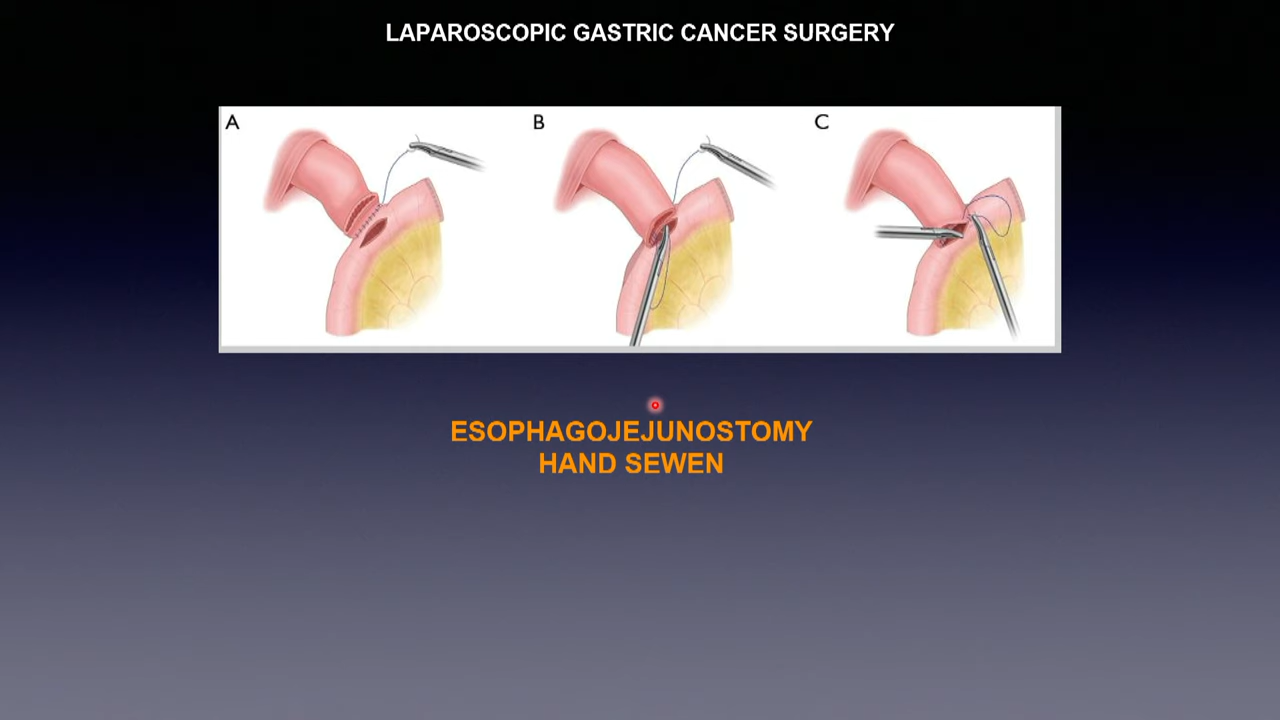 LAPAROSCOPIC GASTRIC CANCER SURGERY
A
B
C
ESOPHAGOJEJUNOSTOMY
HAND SEWEN